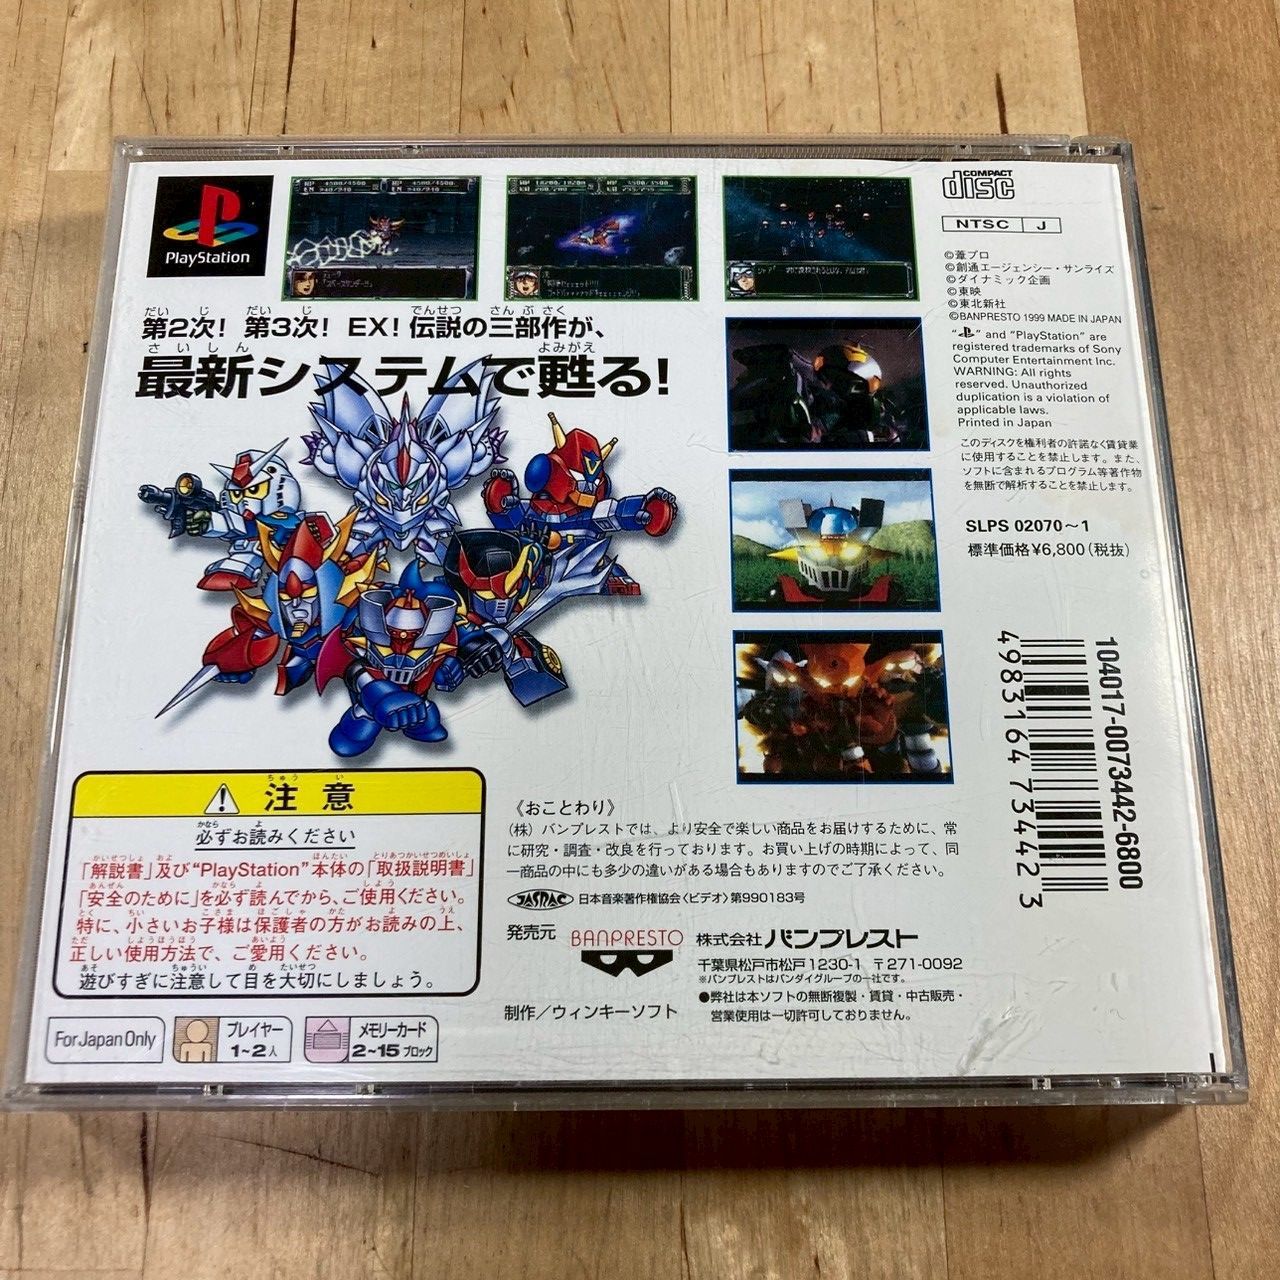 PlayStation
第2次! 第3次! EX! 伝説の三部作が、
最新システムで甦る!
COMPACT
disc
NTSC J
©葦プロ
©創通エージェンシー・サンライズ
©ダイナミック企画
©東映
©東北新社
©BANPRESTO 1999 MADE IN JAPAN
" " and "PlayStation" are
registered trademarks of Sony
Computer Entertainment Inc.
WARNING: All rights
reserved. Unauthorized
duplication is a violation of
applicable laws.
Printed in Japan
このディスクを権利者の許諾なく賃貸業
に使用することを禁止します。また、
ソフトに含まれるプログラム等著作物
を無断で解析することを禁止します。
SLPS 02070~1
標準価格¥6,800(税抜)
104017-0073442-6800
4983164 734423
注意
必ずお読みください
「解説書」及び"PlayStation"本体の「取扱説明書」
「安全のために」を必ず読んでから、ご使用ください。
特に、小さいお子様は保護者の方がお読みの上、
正しい使用方法で、ご愛用ください。
遊びすぎに注意して目を大切にしましょう。
For Japan Only
プレイヤー
1~2人
メモリーカード
2~15ブロック
《おことわり》
(株)バンプレストでは、より安全で楽しい商品をお届けするために、常
に研究・調査・改良を行っております。お買い上げの時期によって、同
一商品の中にも多少の違いがある場合もありますのでご了承ください。
JASRAC 日本音楽著作権協会<ビデオ>第990183号
発売元 BANPRESTO 株式会社バンプレスト
千葉県松戸市松戸1230-1 〒271-0092
※バンプレストはバンダイグループの一社です。
制作/ウィンキーソフト
●弊社は本ソフトの無断複製・賃貸・中古販売・
営業使用は一切許可しておりません。